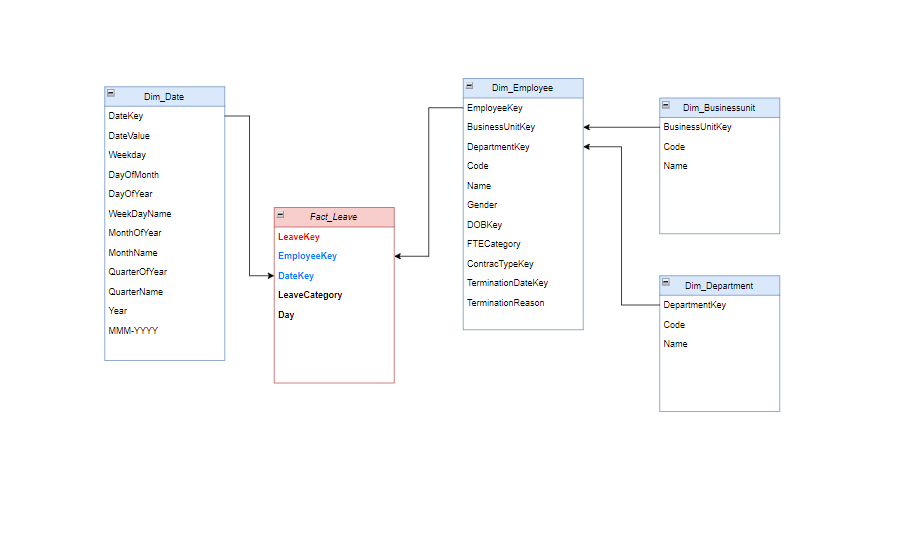 Dim_Date
DateKey
DateValue
Weekday
DayOfMonth
DayOfYear
WeekDayName
MonthOfYear
MonthName
QuarterOfYear
QuarterName
Year
MMM-YYYY
Fact_Leave
LeaveKey
EmployeeKey
DateKey
LeaveCategory
Day
Dim_Employee
EmployeeKey
BusinessUnitKey
DepartmentKey
Code
Name
Gender
DOBKey
FTECategory
ContracTypeKey
TerminationDateKey
TerminationReason
Dim_Businessunit
BusinessUnitKey
Code
Name
Dim_Department
DepartmentKey
Code
Name